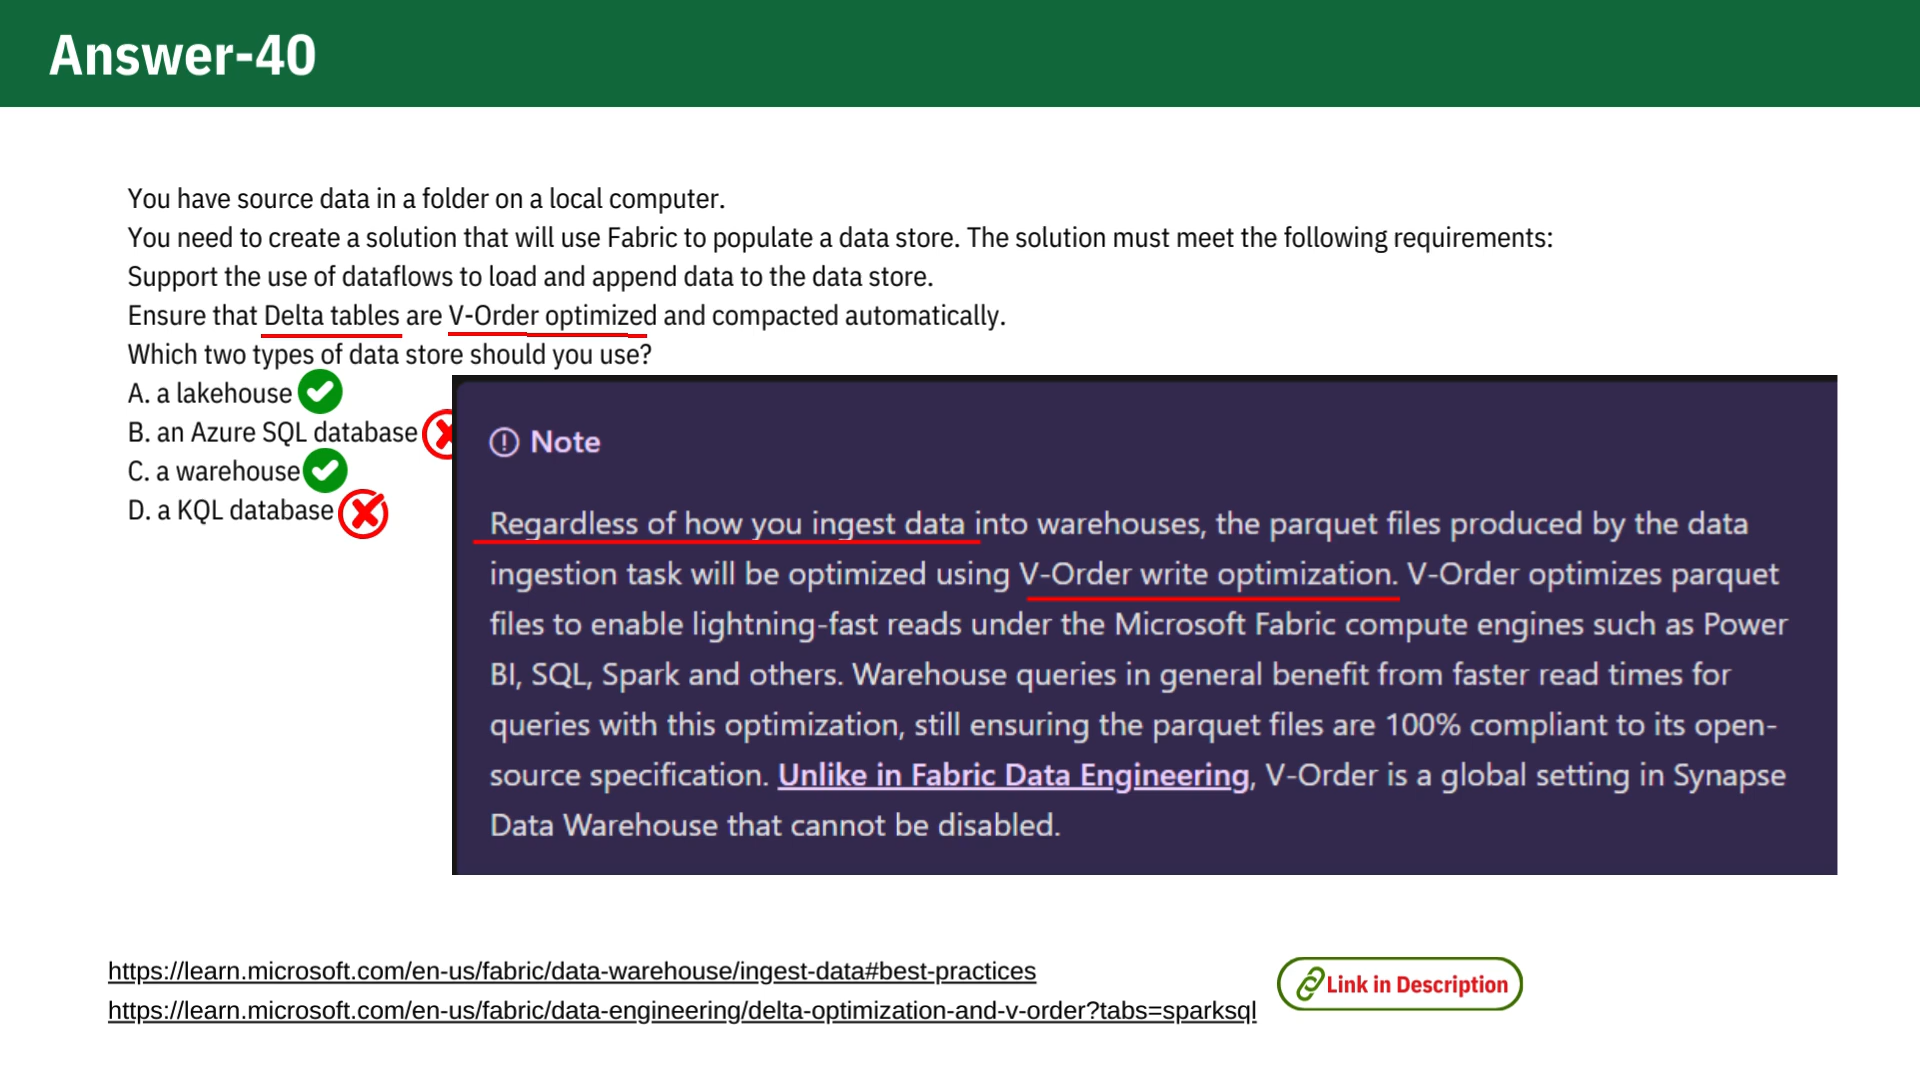 Answer-40
You have source data in a folder on a local computer.
You need to create a solution that will use Fabric to populate a data store. The solution must meet the following requirements:
Support the use of dataflows to load and append data to the data store.
Ensure that Delta tables are V-Order optimized and compacted automatically.
Which two types of data store should you use?
A. a lakehouse
B. an Azure SQL database
C. a warehouse
D. a KQL database
Note
Regardless of how you ingest data into warehouses, the parquet files produced by the data
ingestion task will be optimized using V-Order write optimization. V-Order optimizes parquet
files to enable lightning-fast reads under the Microsoft Fabric compute engines such as Power
BI, SQL, Spark and others. Warehouse queries in general benefit from faster read times for
queries with this optimization, still ensuring the parquet files are 100% compliant to its open-
source specification. Unlike in Fabric Data Engineering, V-Order is a global setting in Synapse
Data Warehouse that cannot be disabled.
https://learn.microsoft.com/en-us/fabric/data-warehouse/ingest-data#best-practices
https://learn.microsoft.com/en-us/fabric/data-engineering/delta-optimization-and-v-order?tabs=sparksql
Link in Description